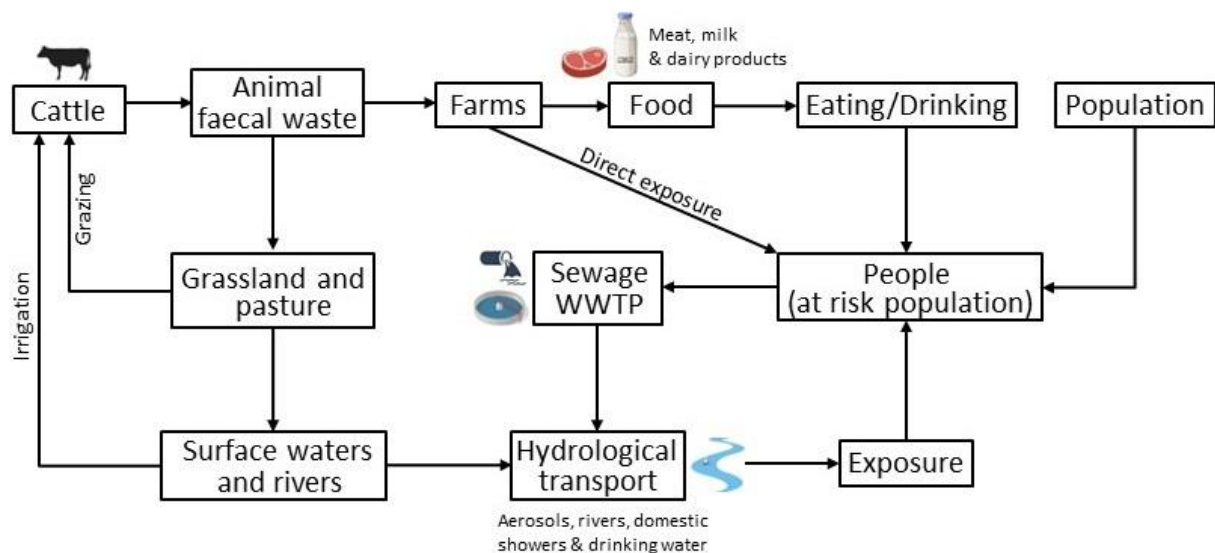 Meat, milk
& dairy products
Cattle
Animal
faecal waste
Farms
Food
Eating/Drinking
Population
Direct exposure
Grazing
Irrigation
Grassland and
pasture
Sewage
WWTP
People
(at risk population)
Surface waters
and rivers
Hydrological
transport
Exposure
Aerosols, rivers, domestic
showers & drinking water